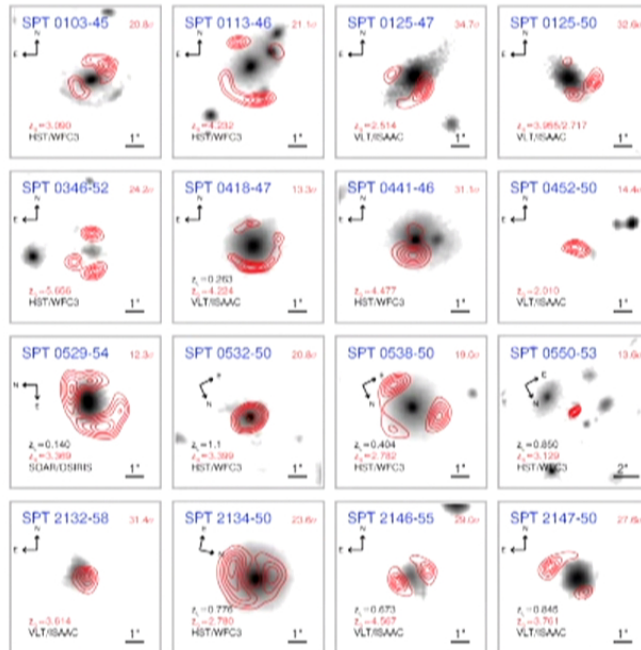 SPT 0103-45 20.8σ
N
E
z_s=3.090
HST/WFC3 1"
SPT 0113-46 21.1σ
N
E
z_s=4.232
HST/WFC3 1"
SPT 0125-47 34.7σ
N
E
z_s=2.514
VLT/ISAAC 1"
SPT 0125-50 32.6σ
N
E
VLT/ISAAC 1"
SPT 0346-52 24.2σ
N
E
z_s=5.656
HST/WFC3 1"
SPT 0418-47 13.3σ
N
E
z_L=0.263
z_s=4.224
VLT/ISAAC 1"
SPT 0441-46 31.1σ
N
E
z_s=4.477
HST/WFC3 1"
SPT 0452-50 14.4σ
N
E
z_s=2.010
HST/WFC3 1"
SPT 0529-54 12.3σ
N
E
z_L=0.140
z_s=3.369
SOAR/OSIRIS 1"
SPT 0532-50 20.8σ
N
z_L=1.1
z_s=3.399
HST/WFC3 1"
SPT 0538-50 19.0σ
N
z_L=0.404
z_s=2.782
HST/WFC3 1"
SPT 0550-53 13.6σ
E
N
z_L=0.850
z_s=3.129
HST/WFC3 2"
SPT 2132-58 31.4σ
N
E
z_s=3.614
VLT/ISAAC 1"
SPT 2134-50 23.6σ
N
z_L=0.776
z_s=2.780
HST/WFC3 1"
SPT 2146-55 29.0σ
N
E
z_L=0.673
z_s=4.567
VLT/ISAAC 1"
SPT 2147-50 27.6σ
N
E
z_L=0.845
z_s=3.761
VLT/ISAAC 1"